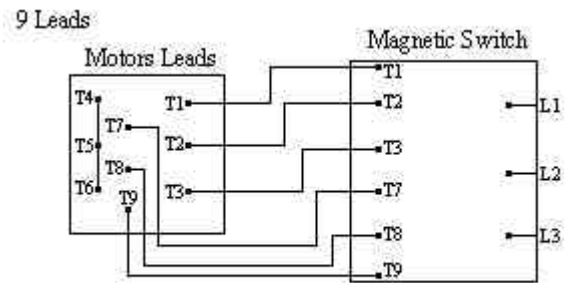 9 Leads
Motors Leads
Magnetic Switch
T4
T5
T6
T7
T8
T9
T1
T2
T3
T1
T2
T3
T7
T8
T9
L1
L2
L3